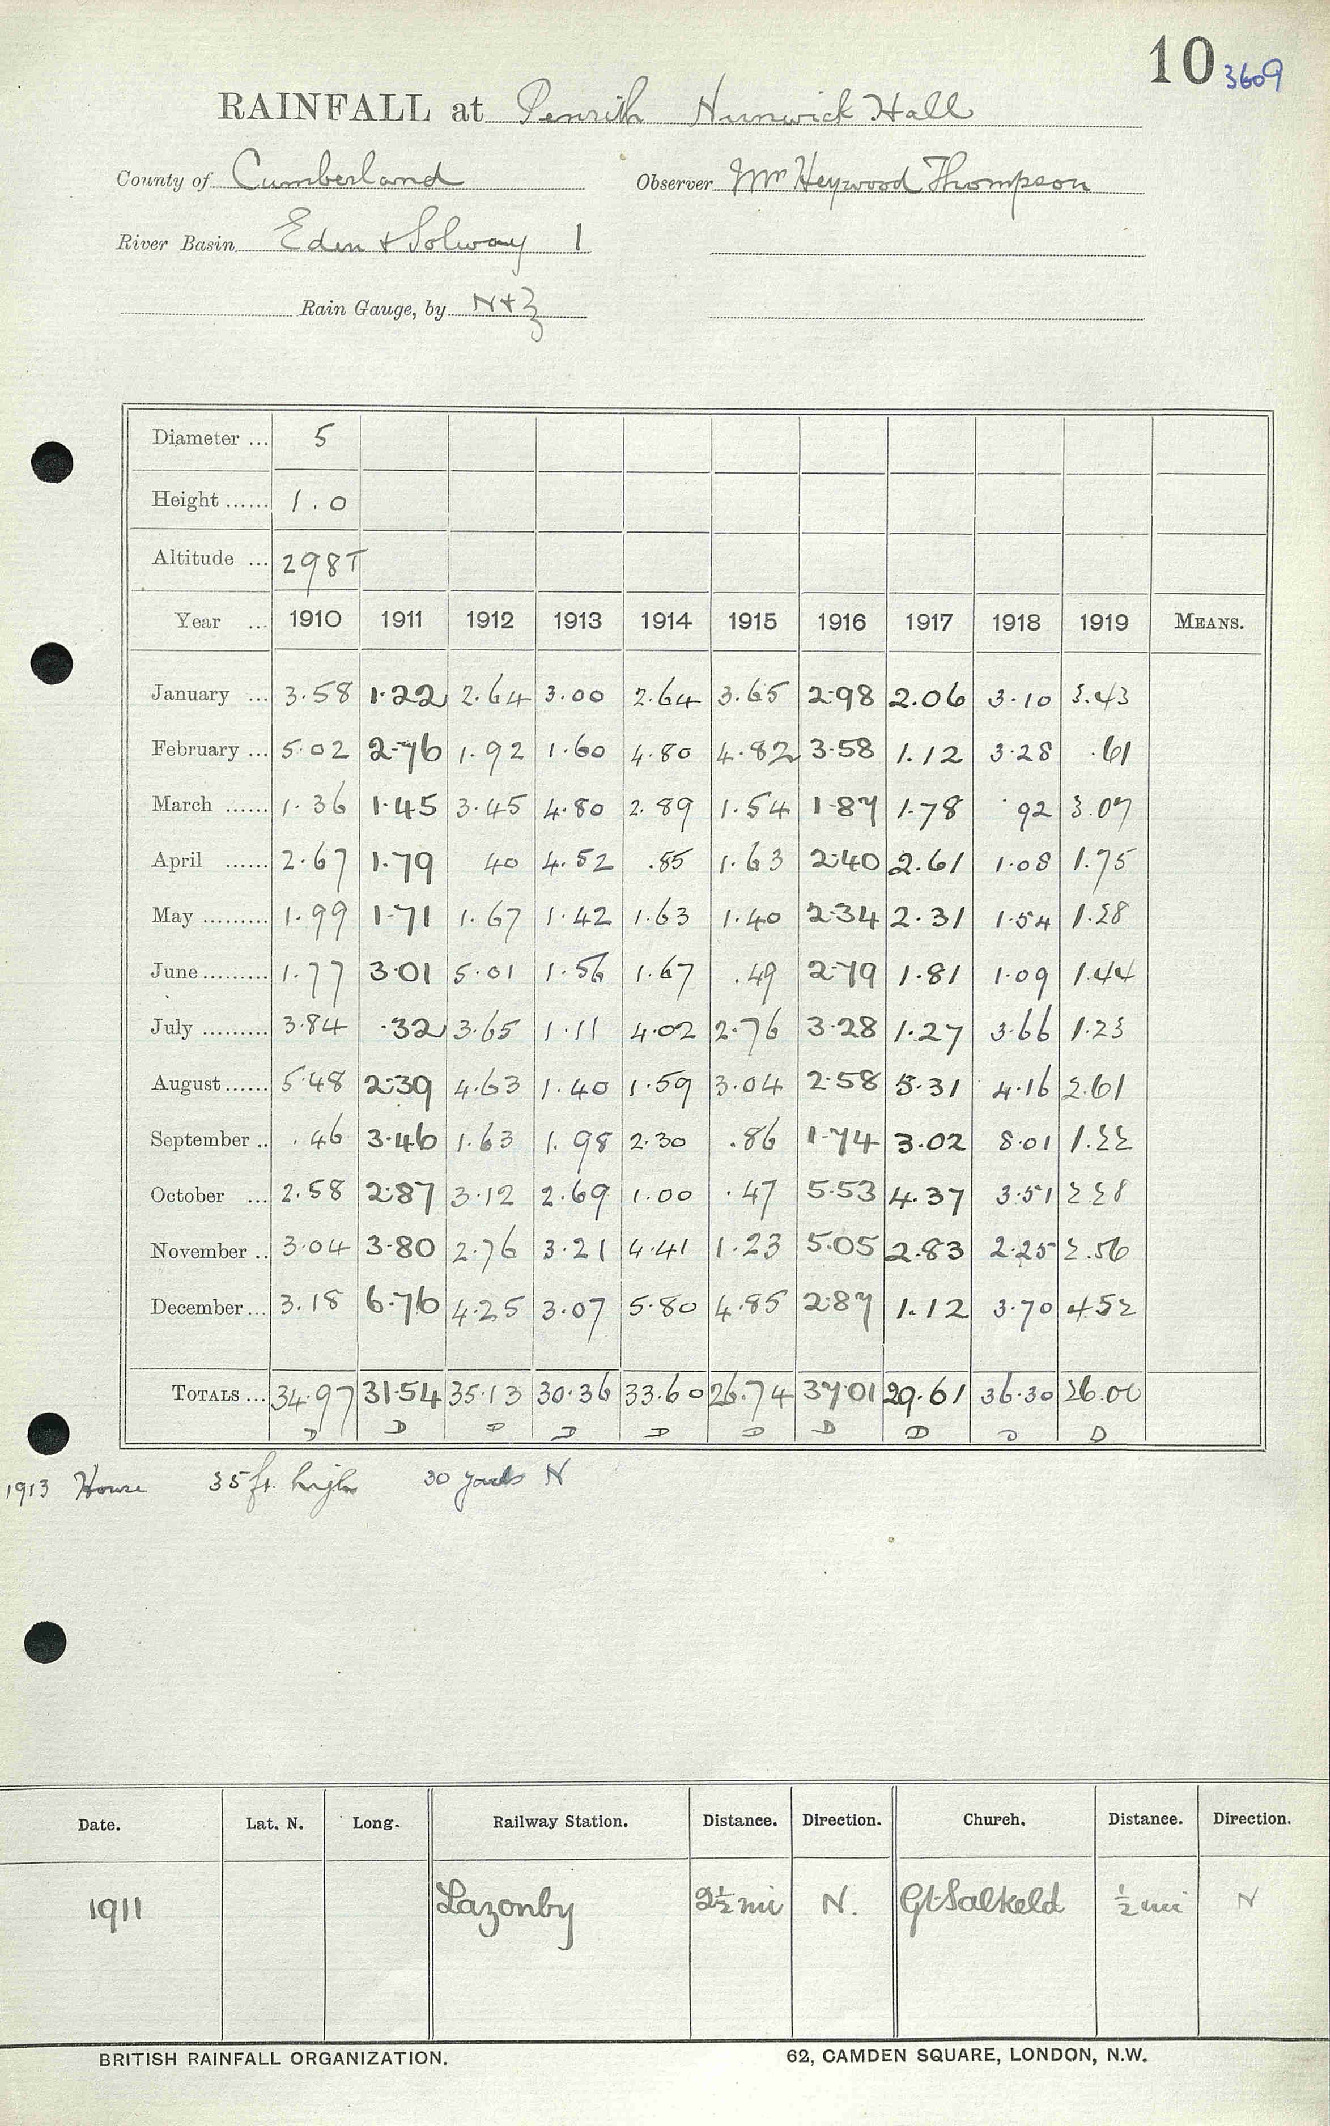 10 3609
RAINFALL at Penrith Nunwick Hall
County of Cumberland Observer Mr Heywood Thompson
River Basin Eden & Solway 1
Rain Gauge, by N & Z
Diameter ... 5
Height ...... 1.0
Altitude ... 298T
Year ... 1910 1911 1912 1913 1914 1915 1916 1917 1918 1919 MEANS.
January ... 3.58 1.22 2.64 3.00 2.64 3.65 2.98 2.06 3.10 3.43
February ... 5.02 2.76 1.92 1.60 4.80 4.82 3.58 1.12 3.28 .61
March ...... 1.36 1.45 3.45 4.80 2.89 1.54 1.87 1.78 .92 3.07
April ...... 2.67 1.79 40 4.52 .85 1.63 2.40 2.61 1.08 1.75
May ......... 1.99 1.71 1.67 1.42 1.63 1.40 2.34 2.31 1.54 1.28
June ......... 1.77 3.01 5.01 1.56 1.67 .49 2.79 1.81 1.09 1.44
July ......... 3.84 .32 3.65 1.11 4.02 2.76 3.28 1.27 3.66 1.23
August ...... 5.48 2.39 4.63 1.40 1.59 3.04 2.58 5.31 4.16 2.61
September .. .46 3.46 1.63 1.98 2.30 .86 1.74 3.02 8.01 1.22
October ... 2.58 2.87 3.12 2.69 1.00 .47 5.53 4.37 3.51 2 28
November .. 3.04 3.80 2.76 3.21 4.41 1.23 5.05 2.83 2.25 2.56
December ... 3.18 6.76 4.25 3.07 5.80 4.85 2.87 1.12 3.70 4.52
TOTALS ... 34.97 31.54 35.13 30.36 33.60 26.74 37.01 29.61 36.30 26.00
D D D D D D D D D D
1913 House 35 ft. high 30 yards N
Date. Lat. N. Long. Railway Station. Distance. Direction. Church. Distance. Direction.
1911 Lazonby 2½ mi N. Gt Salkeld ½ mi N
BRITISH RAINFALL ORGANIZATION. 62, CAMDEN SQUARE, LONDON, N.W.